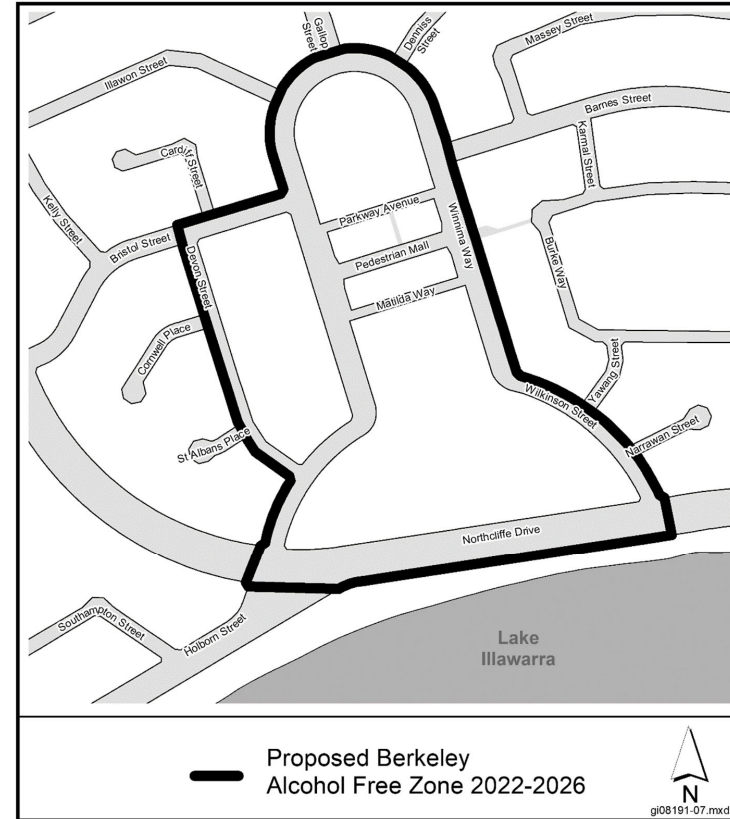 Gallop
Street
Denniss
Street
Massey Street
Illawon Street
Barnes Street
Karmal Street
Cardiff Street
Kelly Street
Parkway Avenue
Winnima Way
Bristol Street
Devon Street
Pedestrian Mall
Burke Way
Matilda Way
Cornwell Place
Yawang Street
Wilkinson Street
St Albans Place
Narrawan Street
Northcliffe Drive
Southampton Street
Holborn Street
Lake
Illawarra
Proposed Berkeley
Alcohol Free Zone 2022-2026
N
gi08191-07.mxd